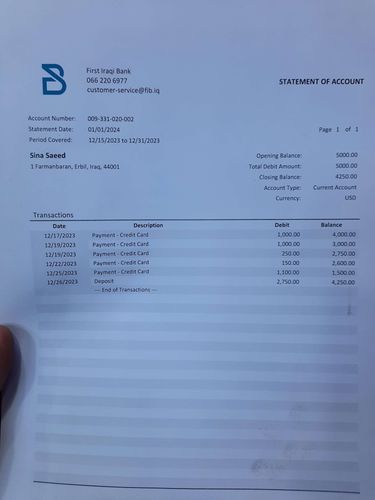 First Iraqi Bank
066 220 6977
customer-service@fib.iq
STATEMENT OF ACCOUNT
Account Number: 009-331-020-002
Statement Date: 01/01/2024
Page 1 of 1
Period Covered: 12/15/2023 to 12/31/2023
Sina Saeed
1 Farmanbaran, Erbil, Iraq, 44001
Opening Balance: 5000.00
Total Debit Amount: 5000.00
Closing Balance: 4250.00
Account Type: Current Account
Currency: USD
Transactions
Date Description Debit Balance
12/17/2023 Payment - Credit Card 1,000.00 4,000.00
12/19/2023 Payment - Credit Card 1,000.00 3,000.00
12/19/2023 Payment - Credit Card 250.00 2,750.00
12/22/2023 Payment - Credit Card 150.00 2,600.00
12/25/2023 Payment - Credit Card 1,100.00 1,500.00
12/26/2023 Deposit 2,750.00 4,250.00
--- End of Transactions ---